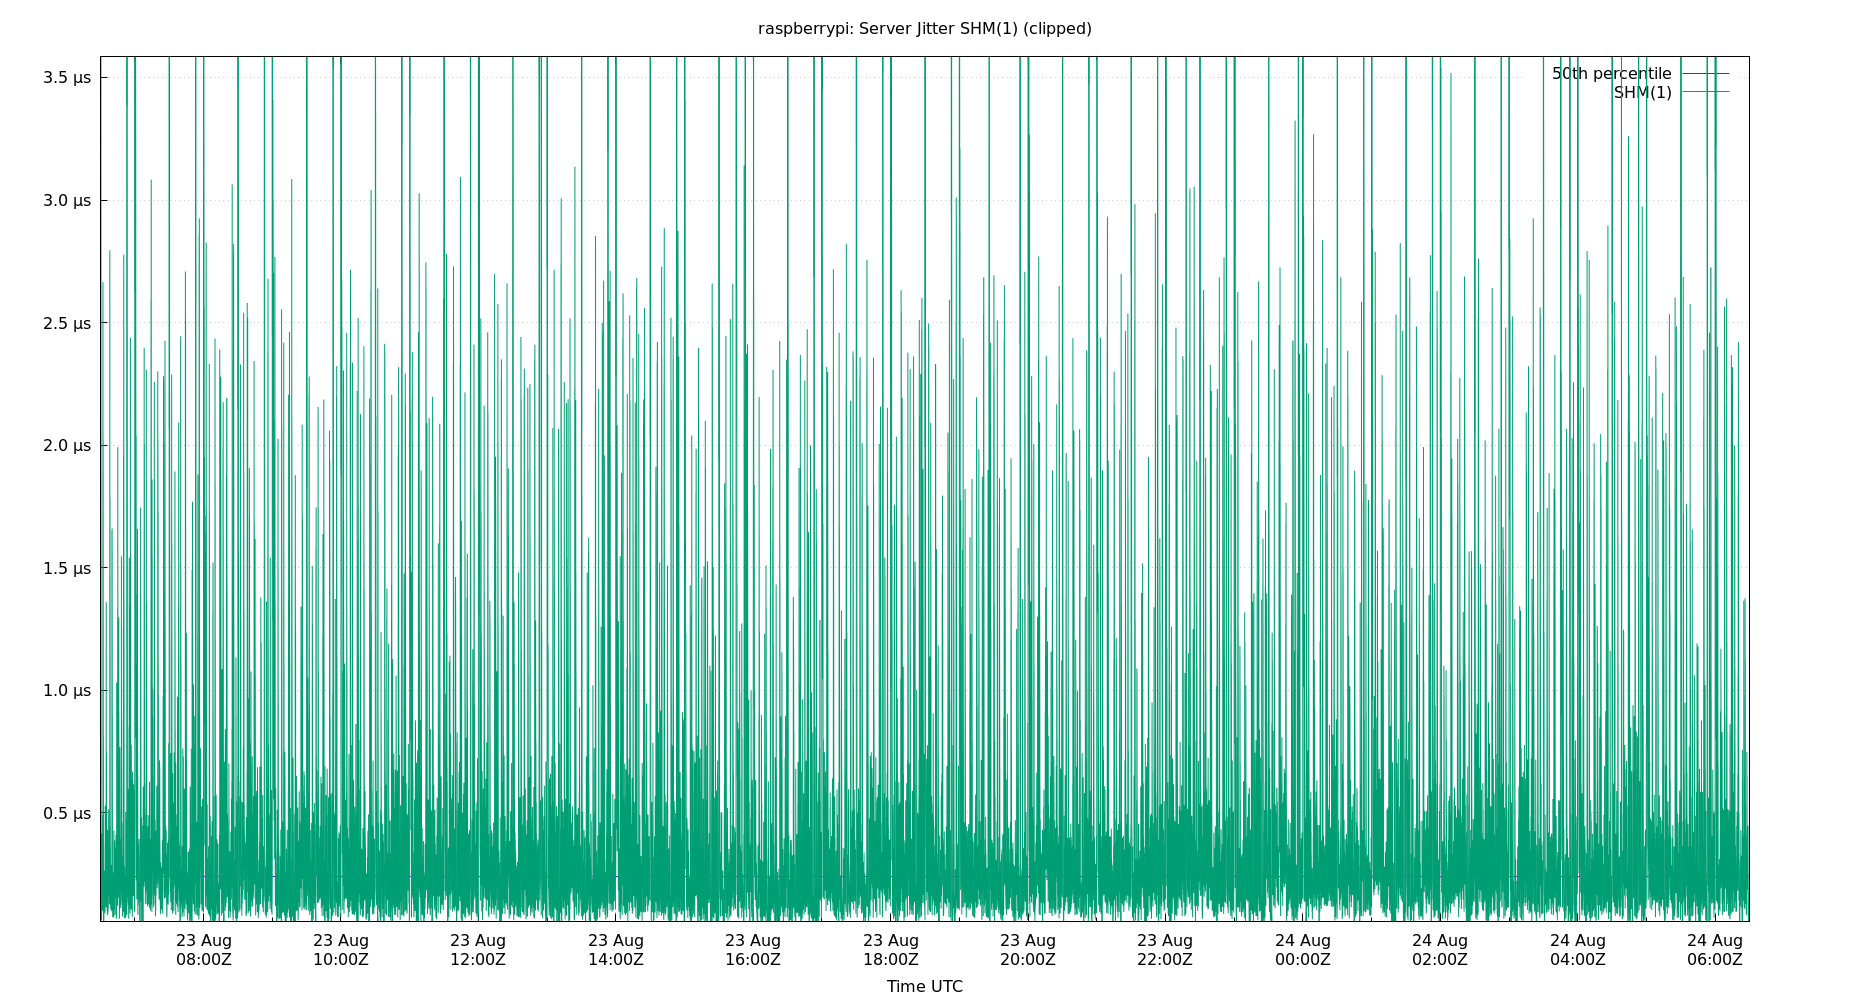 raspberrypi: Server Jitter SHM(1) (clipped)
50th percentile
SHM(1)
3.5 µs
3.0 µs
2.5 µs
2.0 µs
1.5 µs
1.0 µs
0.5 µs
23 Aug 23 Aug 23 Aug 23 Aug 23 Aug 23 Aug 23 Aug 23 Aug 24 Aug 24 Aug 24 Aug 24 Aug
08:00Z 10:00Z 12:00Z 14:00Z 16:00Z 18:00Z 20:00Z 22:00Z 00:00Z 02:00Z 04:00Z 06:00Z
Time UTC